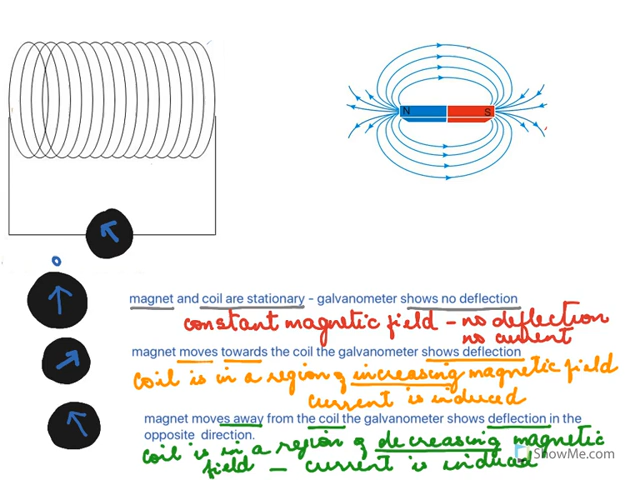 N S
0
magnet and coil are stationary - galvanometer shows no deflection
constant magnetic field - no deflection
no current
magnet moves towards the coil the galvanometer shows deflection
coil is in a region of increasing magnetic field
current is induced
magnet moves away from the coil the galvanometer shows deflection in the
opposite direction.
coil is in a region of decreasing magnetic
field - current is induced
ShowMe.com